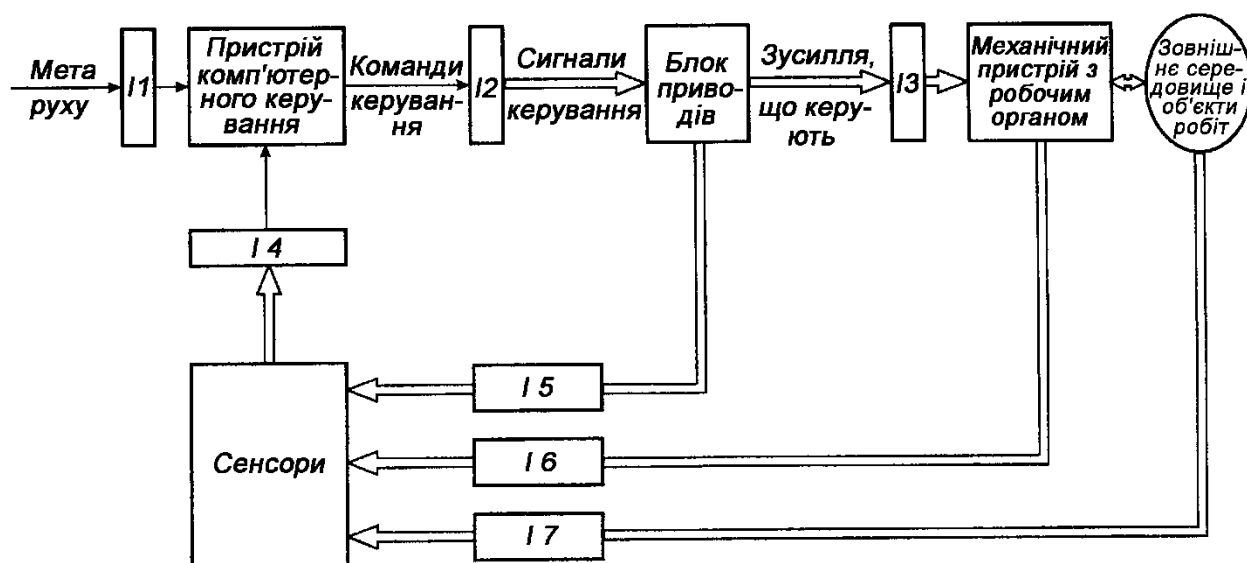 Мета
руху
I1
Пристрій
комп'ютер-
ного керу-
вання
Команди
керуван-
ня
I2
Сигнали
керування
Блок
приво-
дів
Зусилля,
що керу-
ють
I3
Механічний
пристрій з
робочим
органом
Зовніш-
нє сере-
довище і
об'єкти
робіт
I 4
Сенсори
I 5
I 6
I 7